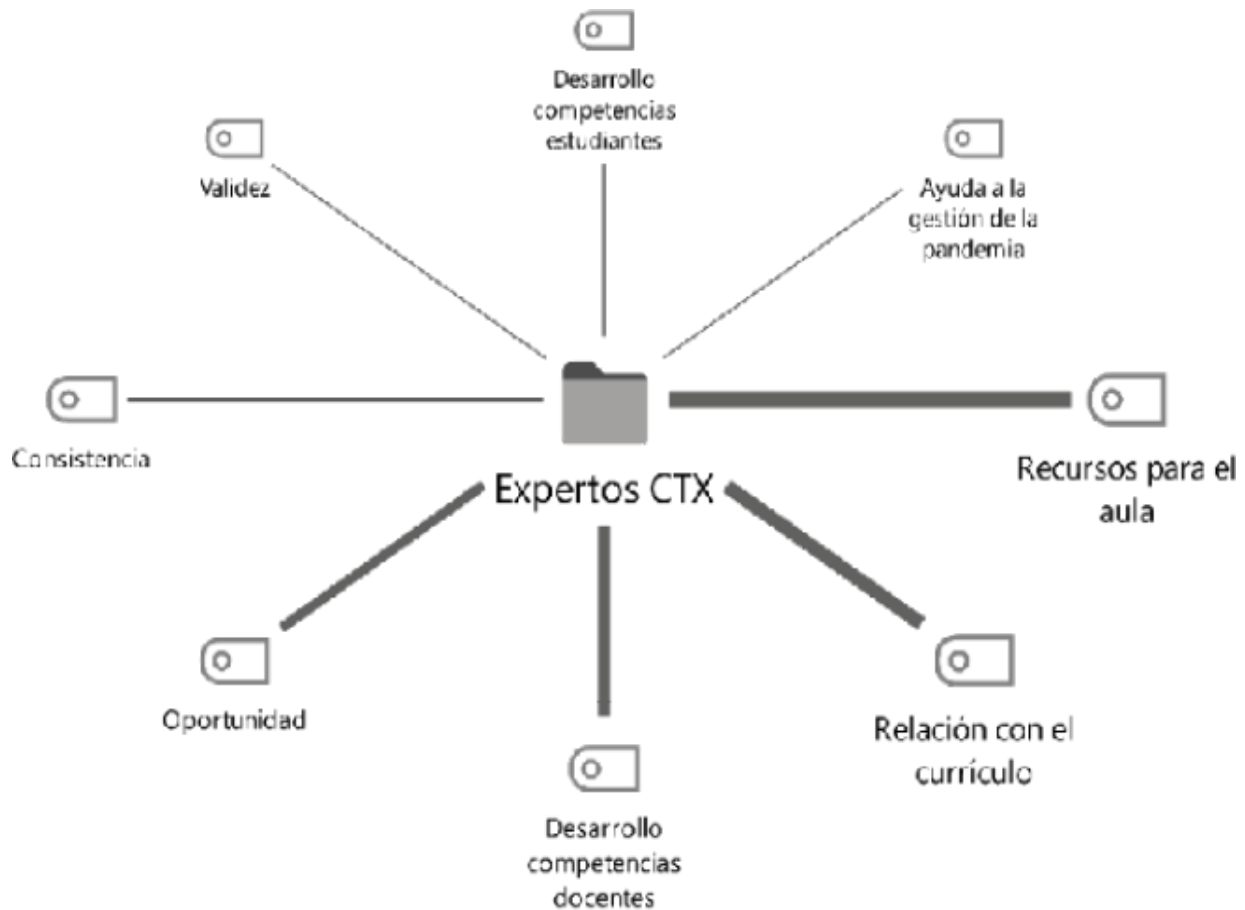 Desarrollo
competencias
estudiantes
Validez
Ayuda a la
gestión de la
pandemia
Consistencia
Expertos CTX
Recursos para el
aula
Oportunidad
Relación con el
currículo
Desarrollo
competencias
docentes